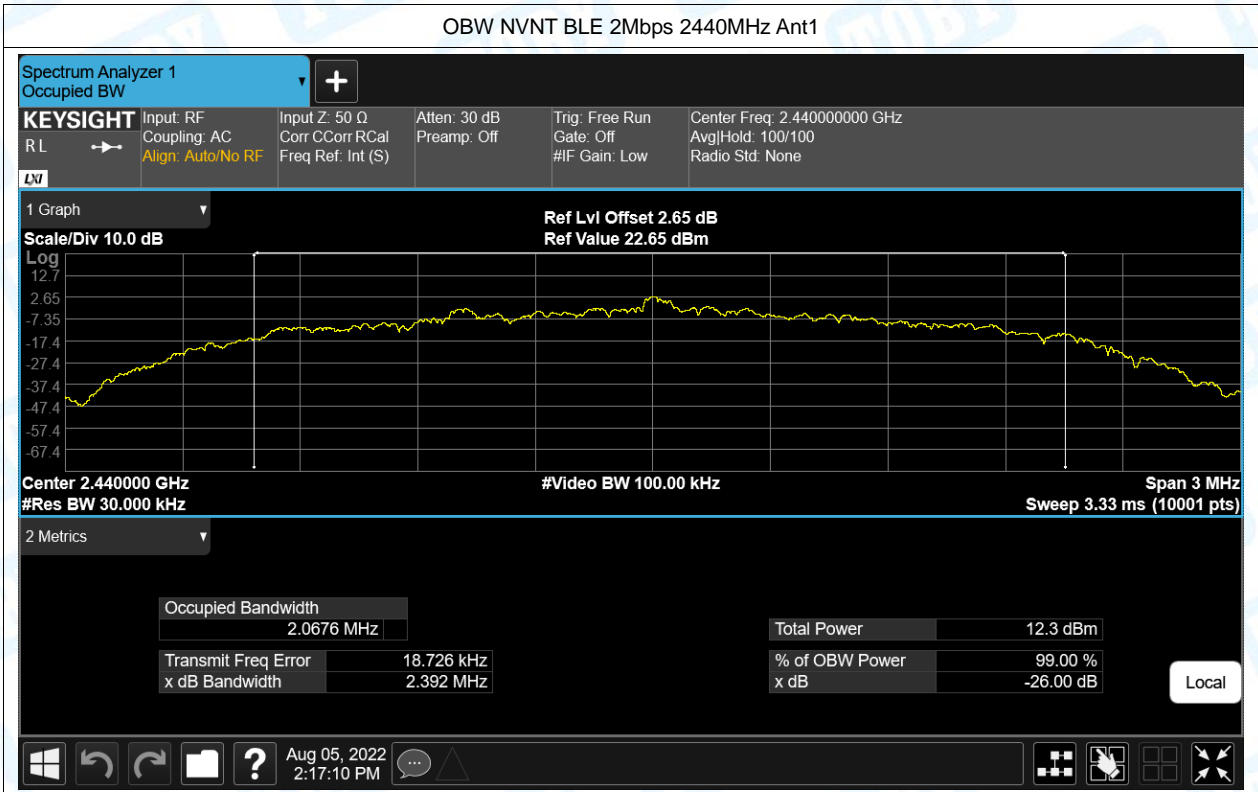 OBW NVNT BLE 2Mbps 2440MHz Ant1
Spectrum Analyzer 1
Occupied BW
KEYSIGHT
R L
LXI
Input: RF
Coupling: AC
Align: Auto/No RF
Input Z: 50 Ω
Corr CCorr RCal
Freq Ref: Int (S)
Atten: 30 dB
Preamp: Off
Trig: Free Run
Gate: Off
#IF Gain: Low
Center Freq: 2.440000000 GHz
Avg|Hold: 100/100
Radio Std: None
1 Graph
Scale/Div 10.0 dB
Ref Lvl Offset 2.65 dB
Ref Value 22.65 dBm
Log
12.7
2.65
-7.35
-17.4
-27.4
-37.4
-47.4
-57.4
-67.4
Center 2.440000 GHz
#Res BW 30.000 kHz
#Video BW 100.00 kHz
Span 3 MHz
Sweep 3.33 ms (10001 pts)
2 Metrics
Occupied Bandwidth
2.0676 MHz
Transmit Freq Error 18.726 kHz
x dB Bandwidth 2.392 MHz
Total Power 12.3 dBm
% of OBW Power 99.00 %
x dB -26.00 dB
Local
?
Aug 05, 2022
2:17:10 PM
TOBY